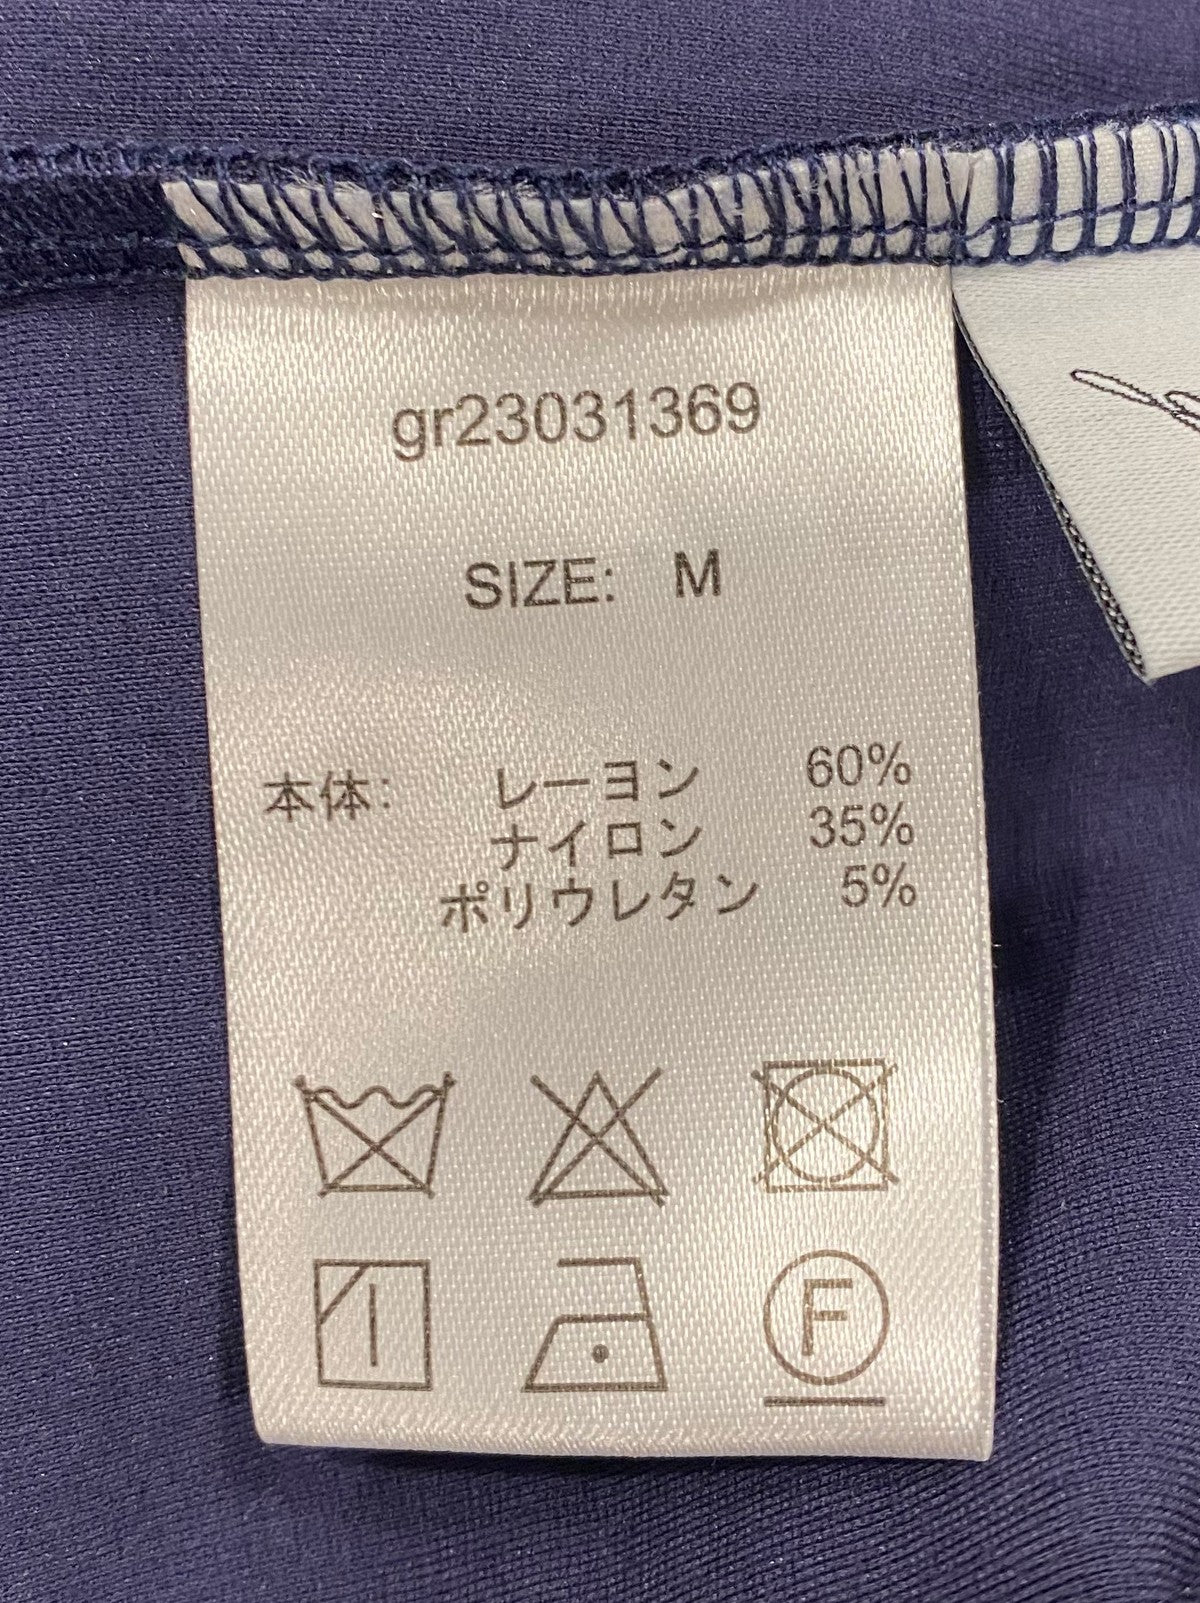 gr23031369
SIZE: M
本体: レーヨン 60%
ナイロン 35%
ポリウレタン 5%
F